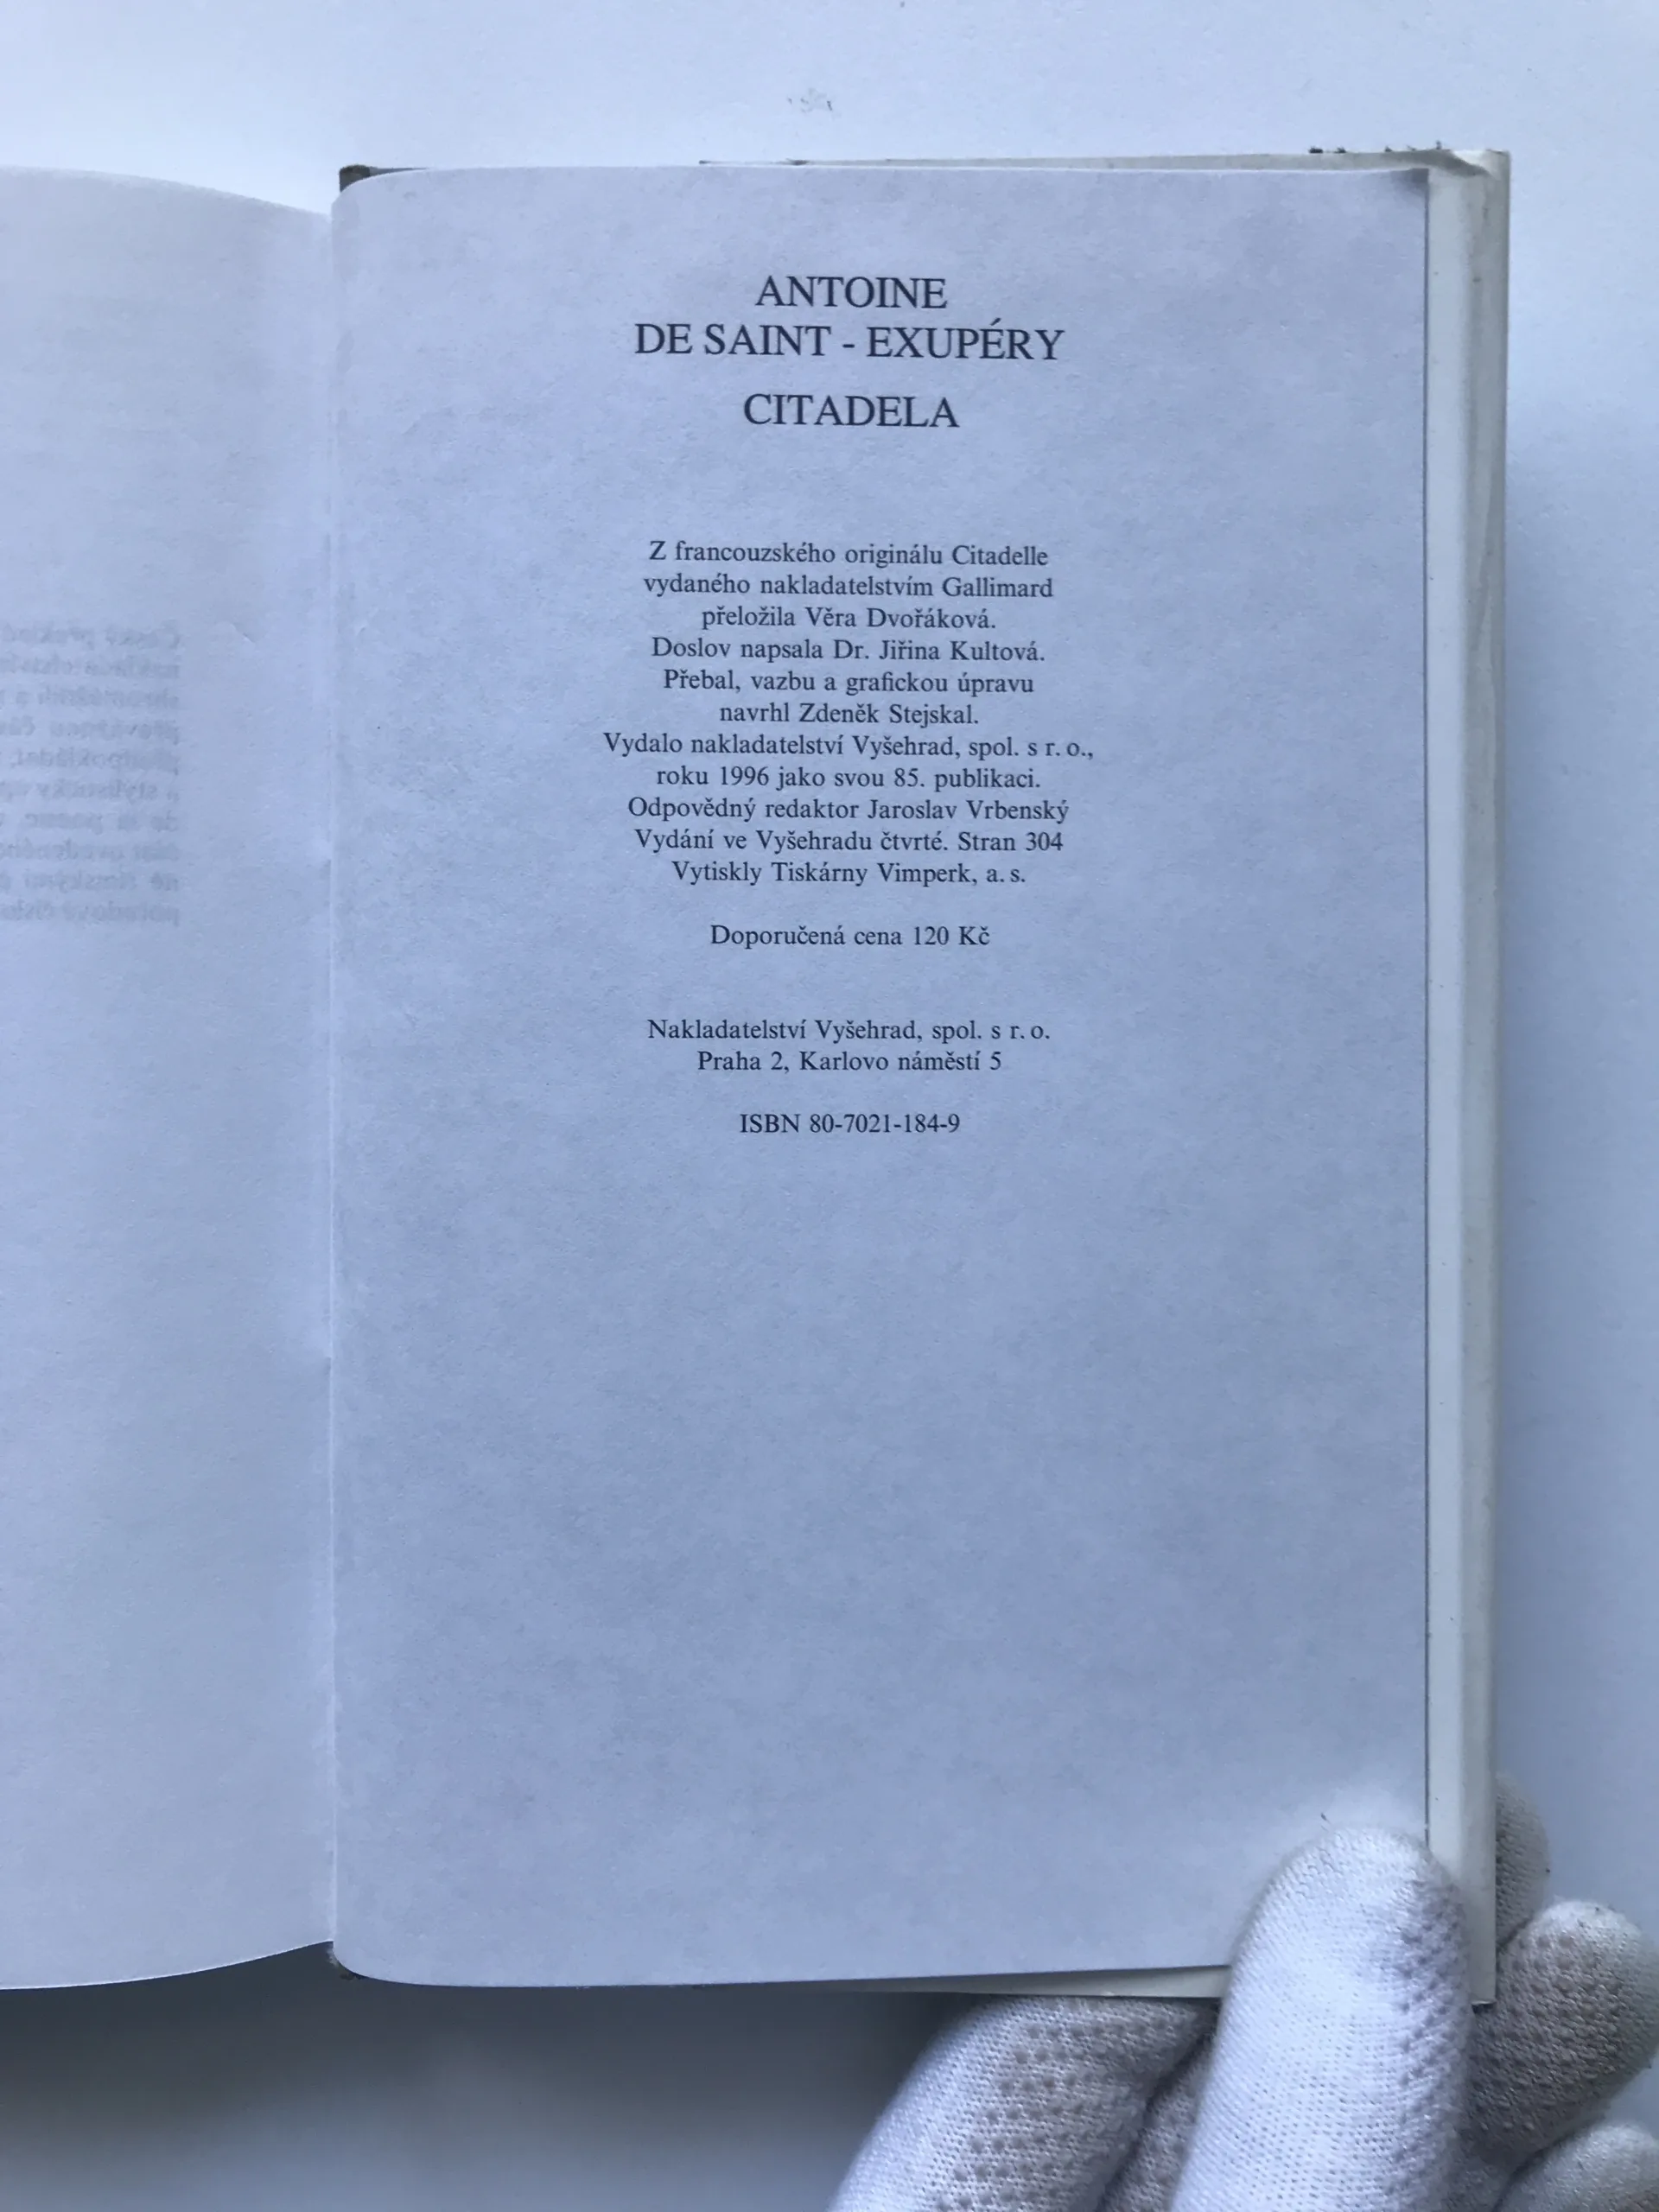 ANTOINE
DE SAINT - EXUPÉRY
CITADELA
Z francouzského originálu Citadelle
vydaného nakladatelstvím Gallimard
přeložila Věra Dvořáková.
Doslov napsala Dr. Jiřina Kultová.
Přebal, vazbu a grafickou úpravu
navrhl Zdeněk Stejskal.
Vydalo nakladatelství Vyšehrad, spol. s r. o.,
roku 1996 jako svou 85. publikaci.
Odpovědný redaktor Jaroslav Vrbenský
Vydání ve Vyšehradu čtvrté. Stran 304
Vytiskly Tiskárny Vimperk, a. s.
Doporučená cena 120 Kč
Nakladatelství Vyšehrad, spol. s r. o.
Praha 2, Karlovo náměstí 5
ISBN 80-7021-184-9